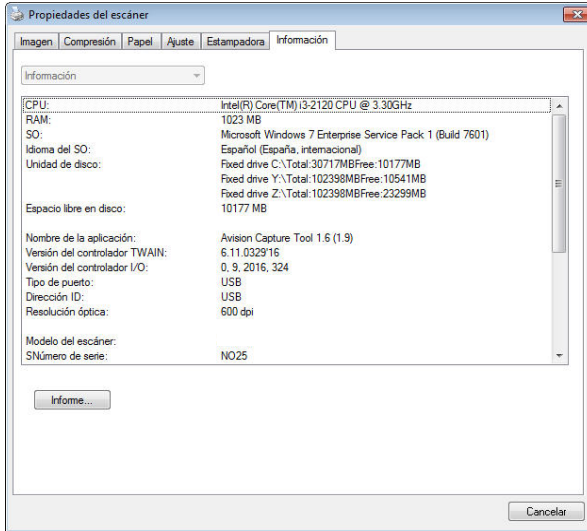 Propiedades del escáner
Imagen Compresión Papel Ajuste Estampadora Información
Información
CPU: Intel(R) Core(TM) i3-2120 CPU @ 3.30GHz
RAM: 1023 MB
SO: Microsoft Windows 7 Enterprise Service Pack 1 (Build 7601)
Idioma del SO: Español (España, internacional)
Unidad de disco: Fixed drive C:\Total:30717MBFree:10177MB
Fixed drive Y:\Total:102398MBFree:10541MB
Fixed drive Z:\Total:102398MBFree:23299MB
Espacio libre en disco: 10177 MB
Nombre de la aplicación: Avision Capture Tool 1.6 (1.9)
Versión del controlador TWAIN: 6.11.0329'16
Versión del controlador I/O: 0, 9, 2016, 324
Tipo de puerto: USB
Dirección ID: USB
Resolución óptica: 600 dpi
Modelo del escáner:
SNúmero de serie: NO25
Informe...
Cancelar